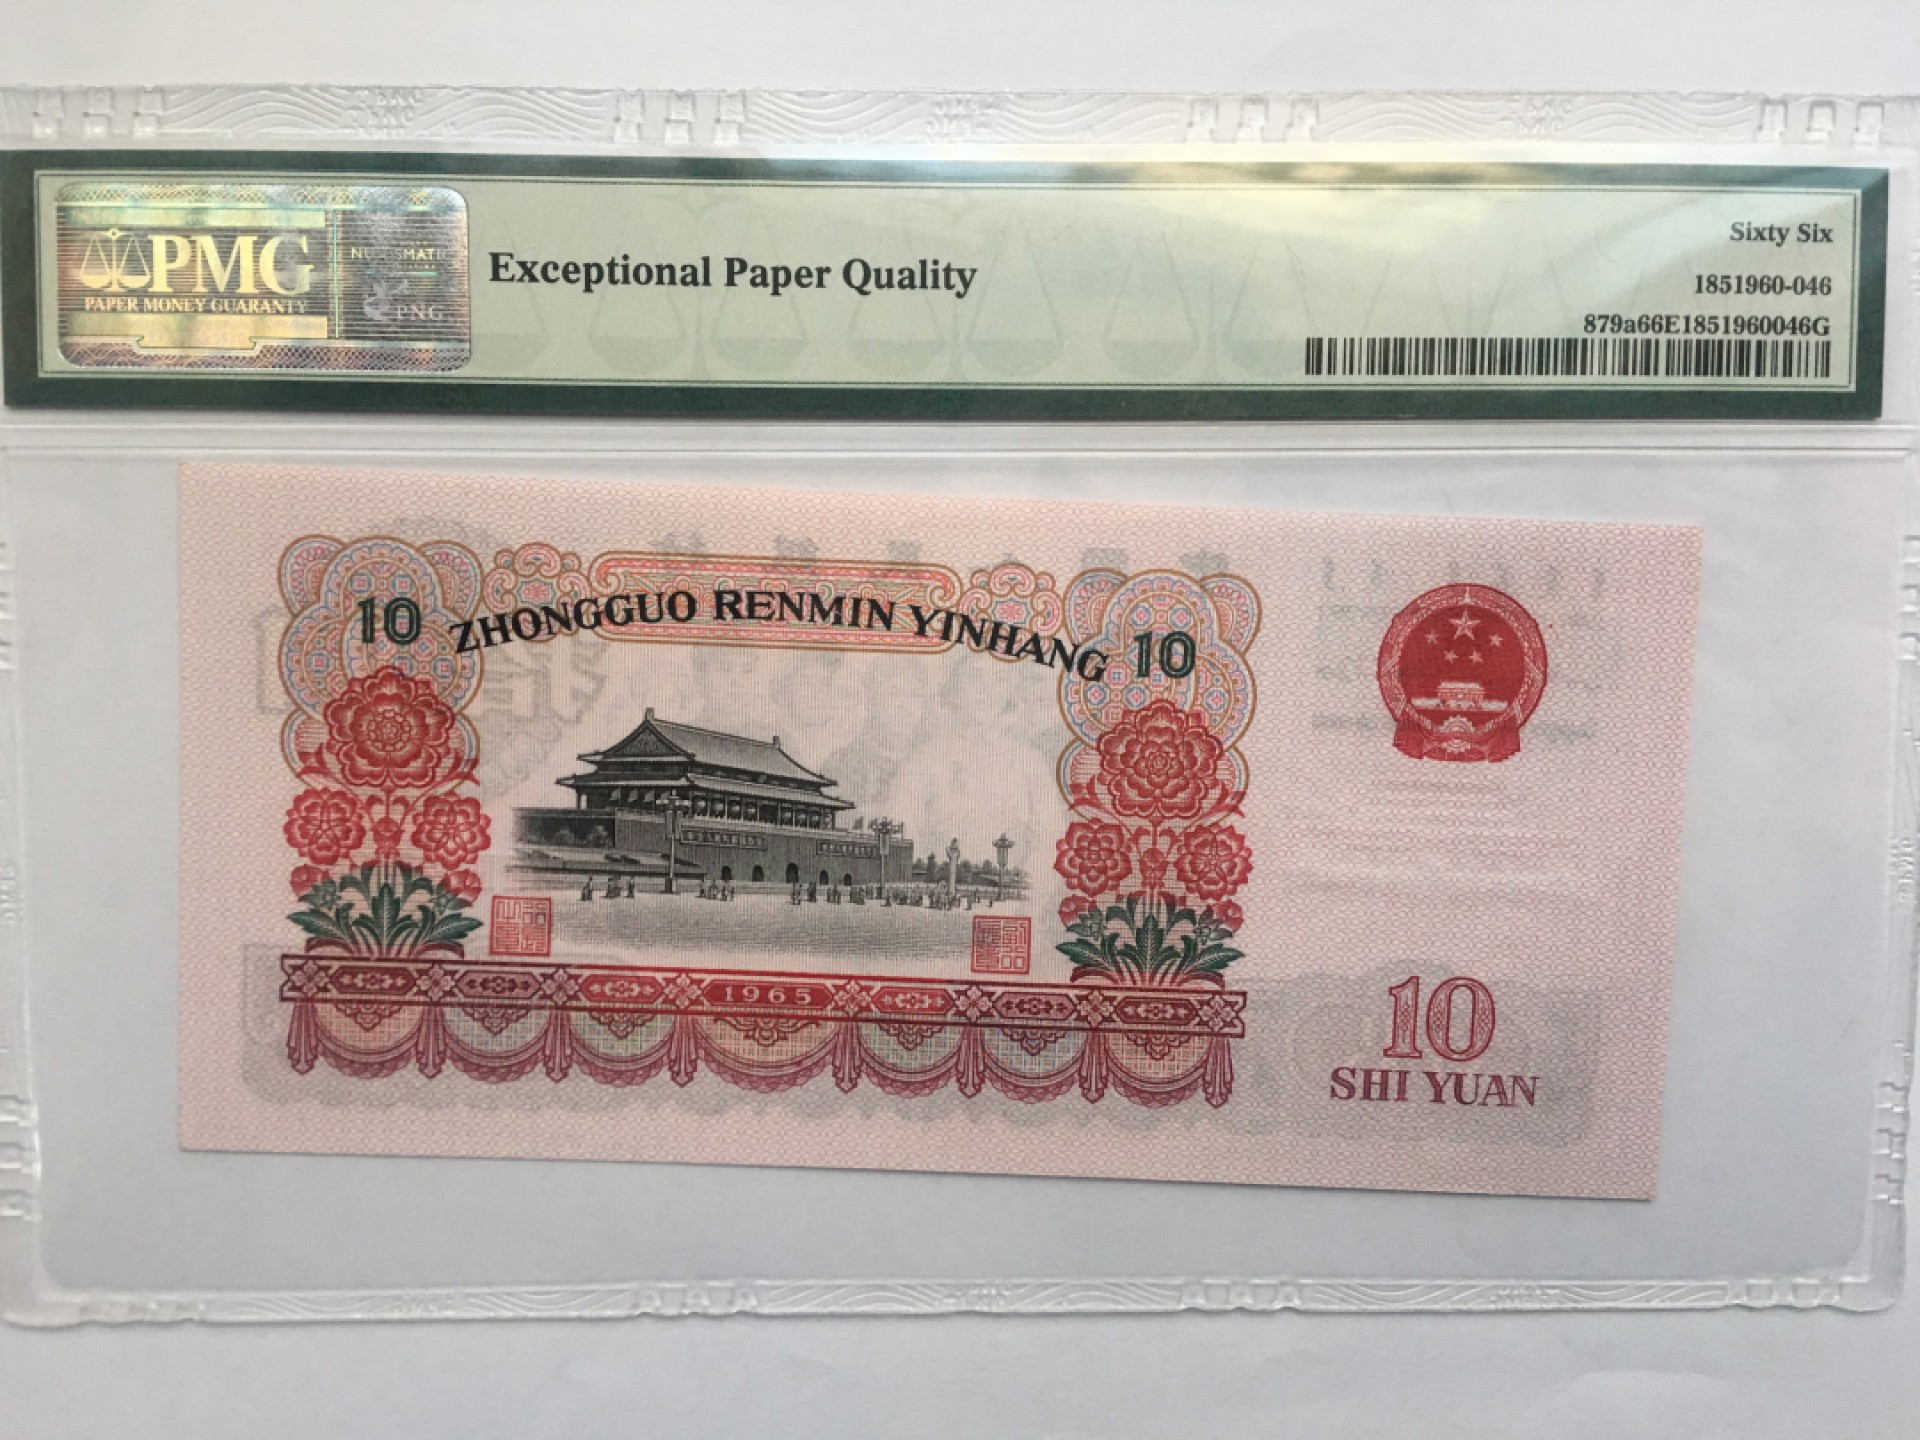 PMG
PAPER MONEY GUARANTY
PNG
Exceptional Paper Quality
Sixty Six
1851960-046
879a66E1851960046G
10 ZHONGGUO RENMIN YINHANG 10
1965
10
SHI YUAN